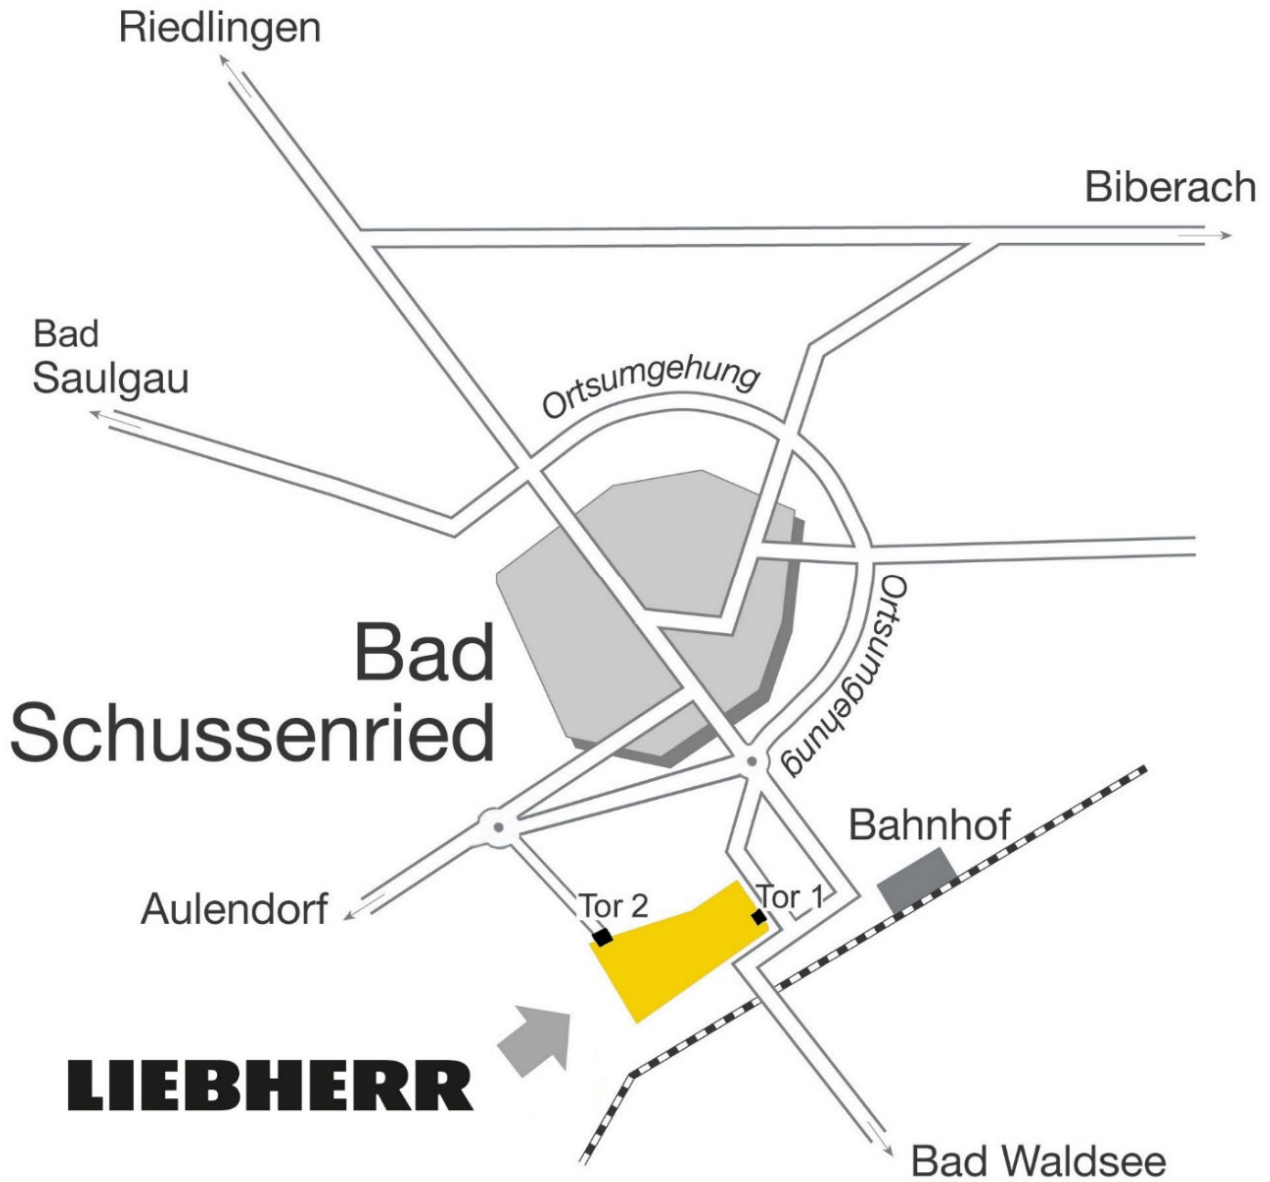 Riedlingen
Biberach
Bad
Saulgau
Ortsumgehung
Ortsumgehung
Bad
Schussenried
Bahnhof
Aulendorf
Tor 2
Tor 1
LIEBHERR
Bad Waldsee